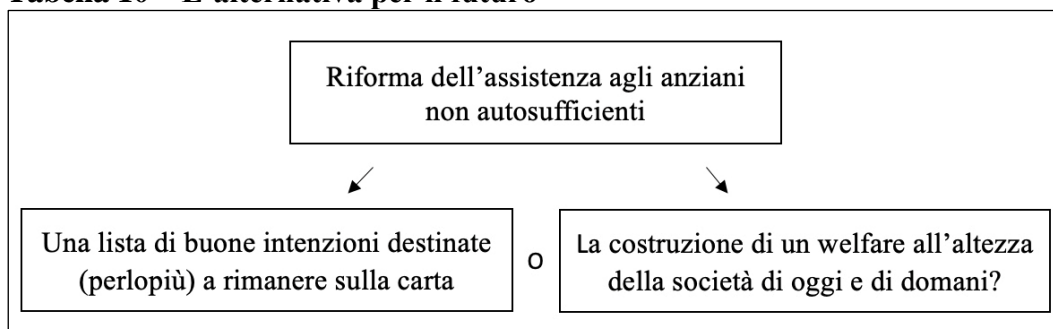 Tabella 10 – L'alternativa per il futuro
Riforma dell'assistenza agli anziani
non autosufficienti
Una lista di buone intenzioni destinate
(perlopiù) a rimanere sulla carta
o
La costruzione di un welfare all'altezza
della società di oggi e di domani?